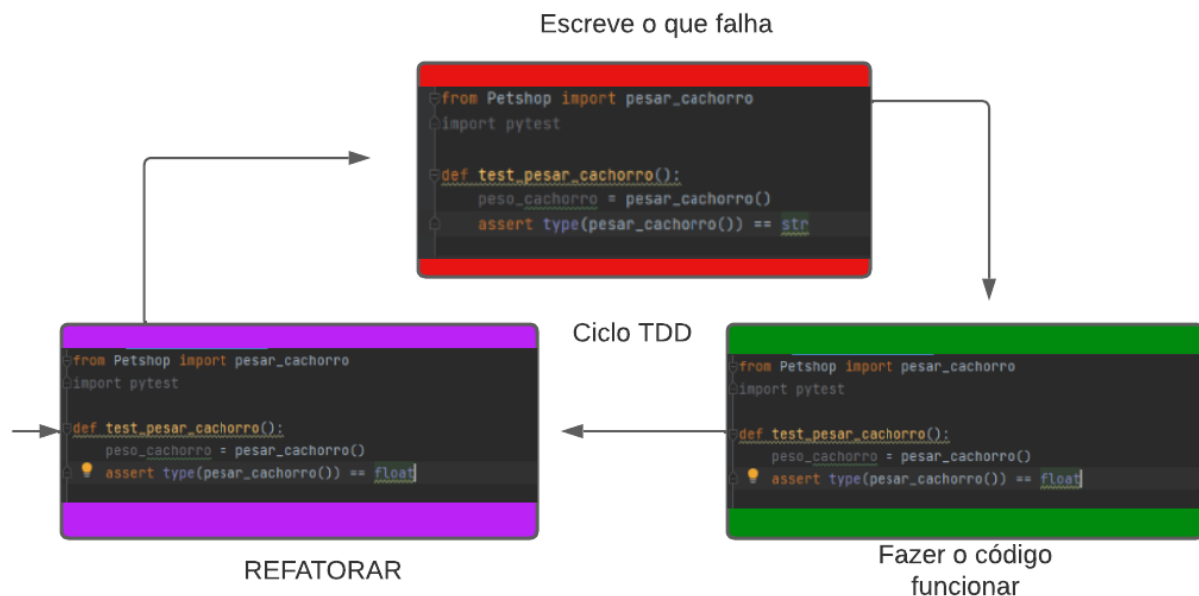 Escreve o que falha
from Petshop import pesar_cachorro
import pytest
def test_pesar_cachorro():
peso_cachorro = pesar_cachorro()
assert type(pesar_cachorro()) == str
Ciclo TDD
from Petshop import pesar_cachorro
import pytest
def test_pesar_cachorro():
peso_cachorro = pesar_cachorro()
assert type(pesar_cachorro()) == float
REFATORAR
from Petshop import pesar_cachorro
import pytest
def test_pesar_cachorro():
peso_cachorro = pesar_cachorro()
assert type(pesar_cachorro()) == float
Fazer o código
funcionar